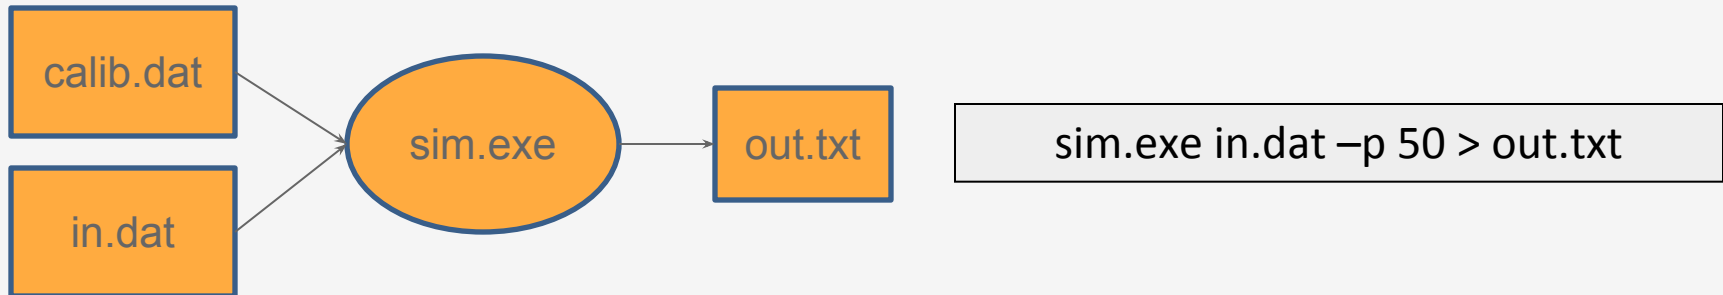 calib.dat
in.dat
sim.exe
out.txt
sim.exe in.dat –p 50 > out.txt